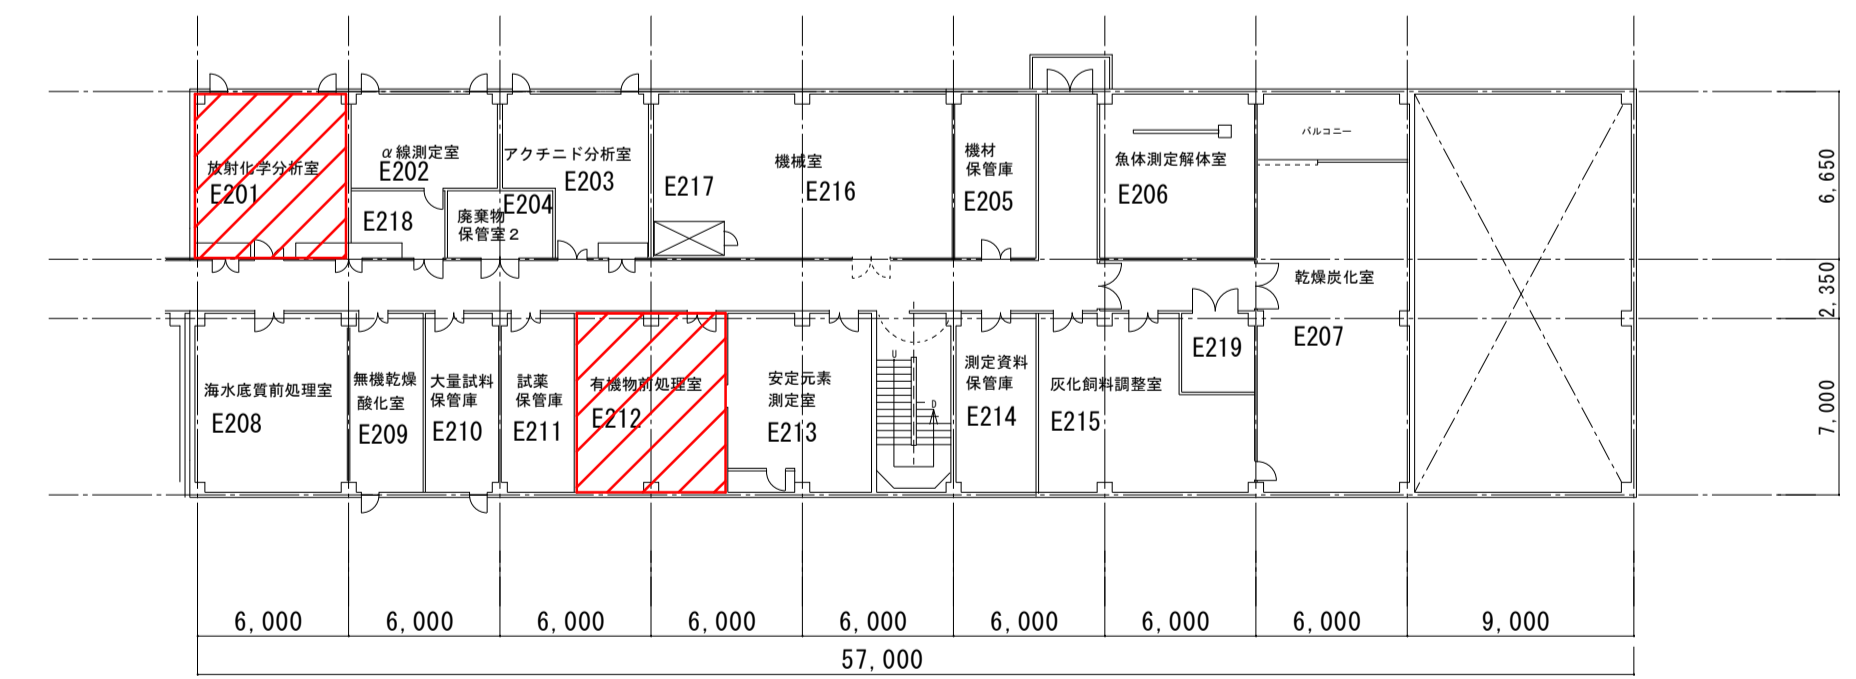 放射化学分析室
E201
α線測定室
E202
E218
アクチニド分析室
E203
E204
廃棄物
保管室2
E217
機械室
E216
機材
保管庫
E205
魚体測定解体室
E206
バルコニー
乾燥炭化室
E207
6,650
2,350
7,000
海水底質前処理室
E208
無機乾燥
酸化室
E209
大量試料
保管庫
E210
試薬
保管庫
E211
有機物前処理室
E212
安定元素
測定室
E213
U
D
測定資料
保管庫
E214
灰化飼料調整室
E215
E219
6,000 6,000 6,000 6,000 6,000 6,000 6,000 6,000 9,000
57,000